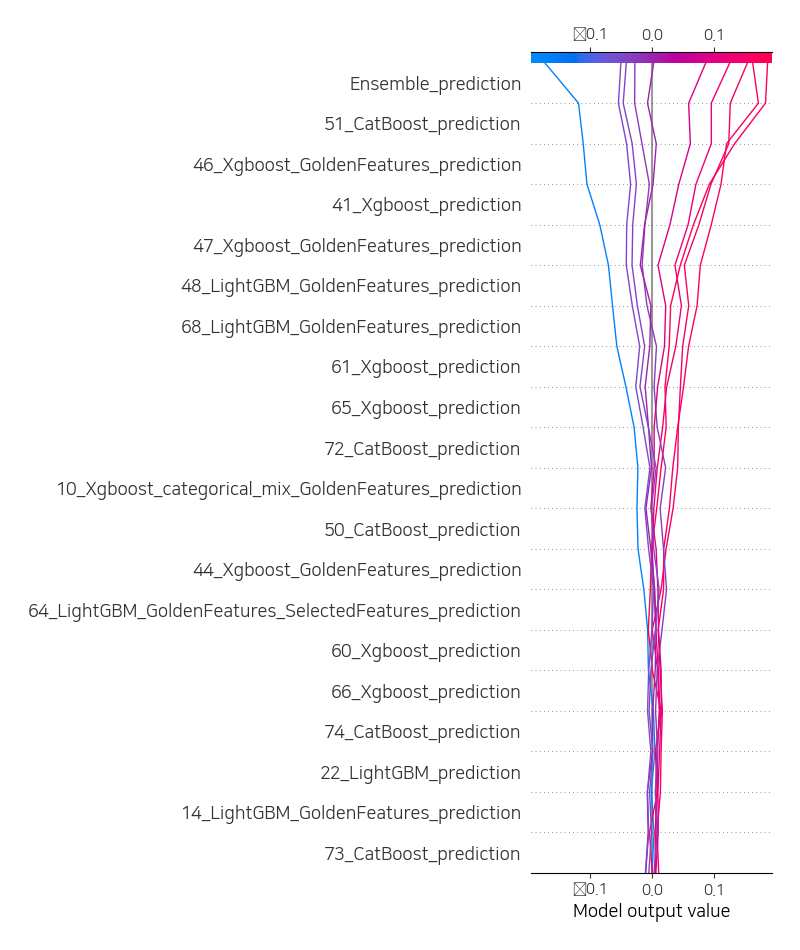 ▯0.1 0.0 0.1
Ensemble_prediction
51_CatBoost_prediction
46_Xgboost_GoldenFeatures_prediction
41_Xgboost_prediction
47_Xgboost_GoldenFeatures_prediction
48_LightGBM_GoldenFeatures_prediction
68_LightGBM_GoldenFeatures_prediction
61_Xgboost_prediction
65_Xgboost_prediction
72_CatBoost_prediction
10_Xgboost_categorical_mix_GoldenFeatures_prediction
50_CatBoost_prediction
44_Xgboost_GoldenFeatures_prediction
64_LightGBM_GoldenFeatures_SelectedFeatures_prediction
60_Xgboost_prediction
66_Xgboost_prediction
74_CatBoost_prediction
22_LightGBM_prediction
14_LightGBM_GoldenFeatures_prediction
73_CatBoost_prediction
▯0.1 0.0 0.1
Model output value